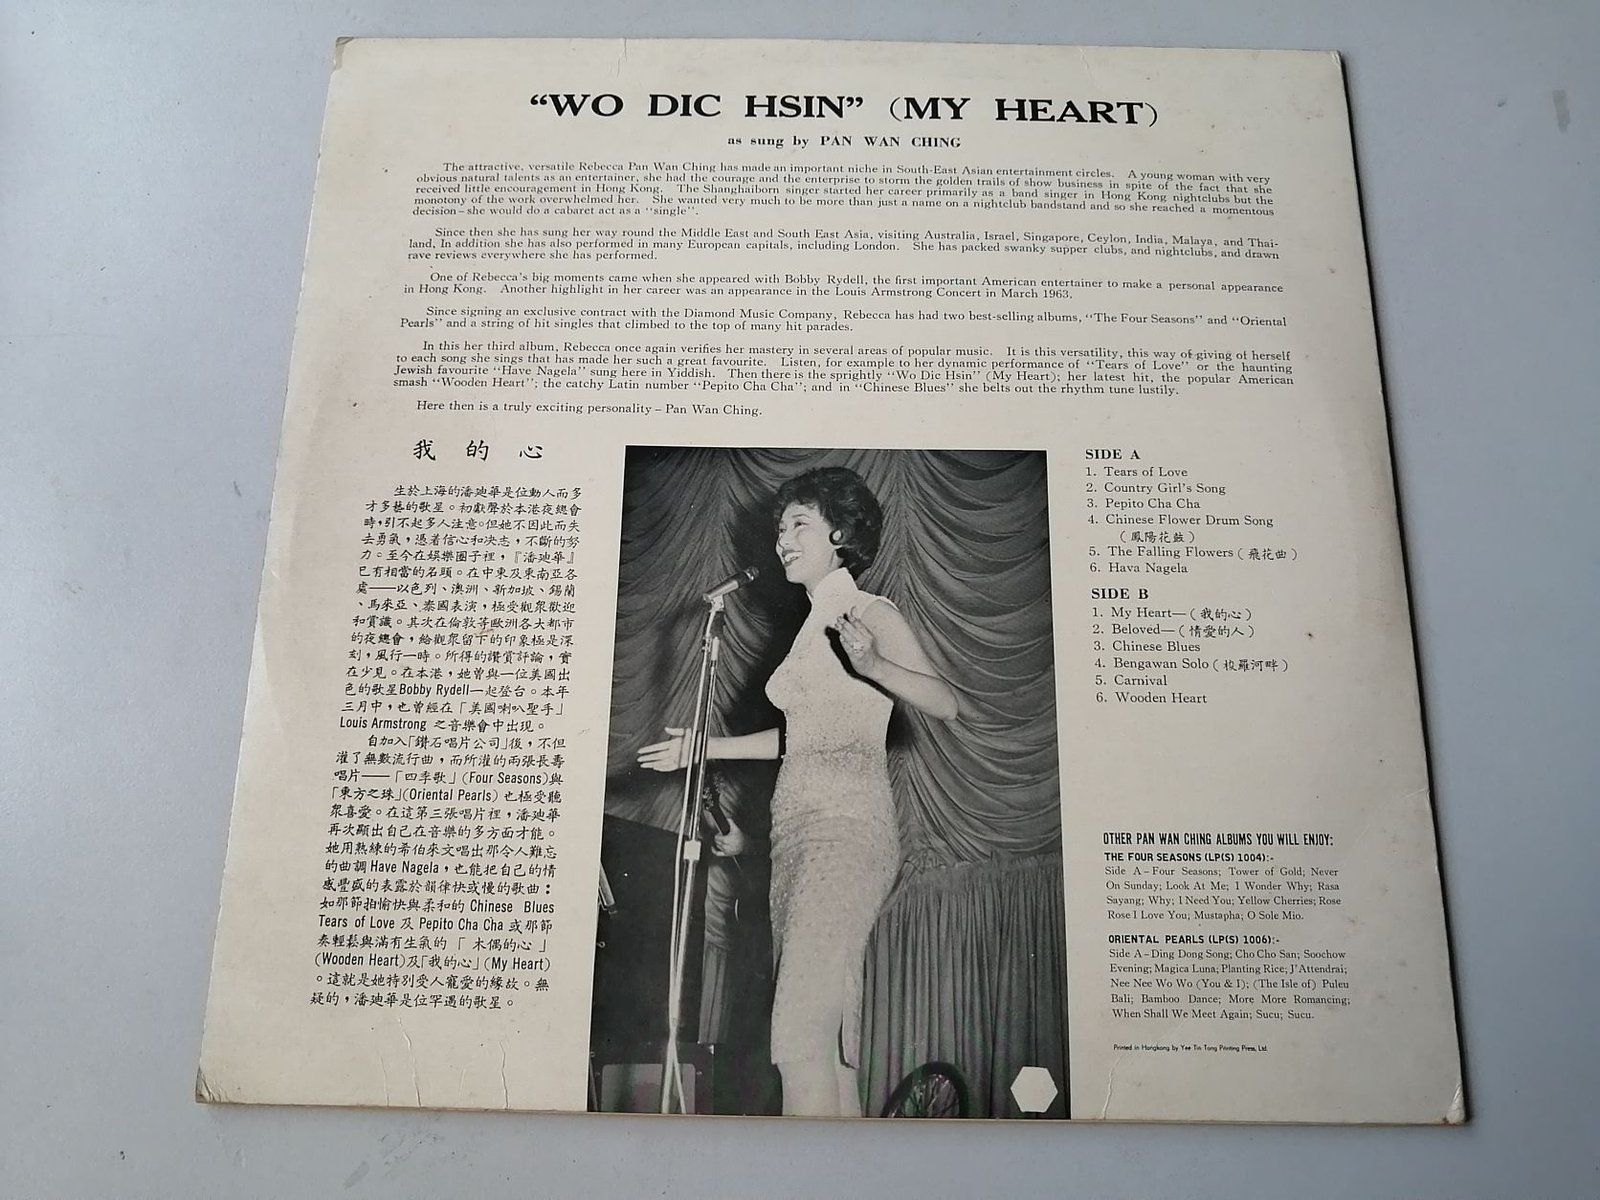 “WO DIC HSIN” (MY HEART)
as sung by PAN WAN CHING
The attractive, versatile Rebecca Pan Wan Ching has made an important niche in South-East Asian entertainment circles. A young woman with very
obvious natural talents as an entertainer, she had the courage and the enterprise to storm the golden trails of show business in spite of the fact that she
received little encouragement in Hong Kong. The Shanghaiborn singer started her career primarily as a band singer in Hong Kong nightclubs but the
monotony of the work overwhelmed her. She wanted very much to be more than just a name on a nightclub bandstand and so she reached a momentous
decision – she would do a cabaret act as a “single”.
Since then she has sung her way round the Middle East and South East Asia, visiting Australia, Israel, Singapore, Ceylon, India, Malaya, and Thai-
land, In addition she has also performed in many European capitals, including London. She has packed swanky supper clubs, and nightclubs, and drawn
rave reviews everywhere she has performed.
One of Rebecca’s big moments came when she appeared with Bobby Rydell, the first important American entertainer to make a personal appearance
in Hong Kong. Another highlight in her career was an appearance in the Louis Armstrong Concert in March 1963.
Since signing an exclusive contract with the Diamond Music Company, Rebecca has had two best-selling albums, “The Four Seasons” and “Oriental
Pearls” and a string of hit singles that climbed to the top of many hit parades.
In this her third album, Rebecca once again verifies her mastery in several areas of popular music. It is this versatility, this way of giving of herself
to each song she sings that has made her such a great favourite. Listen, for example to her dynamic performance of “Tears of Love” or the haunting
Jewish favourite “Have Nagela” sung here in Yiddish. Then there is the sprightly “Wo Dic Hsin” (My Heart); her latest hit, the popular American
smash “Wooden Heart”; the catchy Latin number “Pepito Cha Cha”; and in “Chinese Blues” she belts out the rhythm tune lustily.
Here then is a truly exciting personality – Pan Wan Ching.
我的心
生於上海的潘迪華是位動人而多
才多藝的歌星。初獻聲於本港夜總會
時，引不起多人注意。但她不因此而失
去勇氣，憑着信心和决志，不斷的努
力。至今在娛樂圈子裡，『潘迪華』
已有相當的名頭。在中東及東南亞各
處——以色列、澳洲、新加坡、錫蘭
、馬來亞、泰國表演，極受觀衆歡迎
和賞識。其次在倫敦等歐洲各大都市
的夜總會，給觀衆留下的印象極是深
刻，風行一時。所得的讚賞評論，實
在少見。在本港，她曾與一位美國出
色的歌星Bobby Rydell一起登台。本年
三月中，也曾經在「美國喇叭聖手」
Louis Armstrong 之音樂會中出現。
自加入「鑽石唱片公司」後，不但
灌了無數流行曲，而所灌的兩張長壽
唱片——「四季歌」(Four Seasons)與
「東方之珠」(Oriental Pearls) 也極受聽
衆喜愛。在這第三張唱片裡，潘迪華
再次顯出自己在音樂的多方面才能。
她用熟練的希伯來文唱出那令人難忘
的曲調Have Nagela，也能把自己的情
感豐盛的表露於韻律快或慢的歌曲：
如那節拍愉快與柔和的 Chinese Blues
Tears of Love 及 Pepito Cha Cha 或那節
奏輕鬆與滿有生氣的「木偶的心」
(Wooden Heart)及「我的心」(My Heart)
。這就是她特別受人寵愛的緣故。無
疑的，潘迪華是位罕遇的歌星。
SIDE A
1. Tears of Love
2. Country Girl’s Song
3. Pepito Cha Cha
4. Chinese Flower Drum Song
(鳳陽花鼓)
5. The Falling Flowers (飛花曲)
6. Hava Nagela
SIDE B
1. My Heart—(我的心)
2. Beloved—(情愛的人)
3. Chinese Blues
4. Bengawan Solo (梭羅河畔)
5. Carnival
6. Wooden Heart
OTHER PAN WAN CHING ALBUMS YOU WILL ENJOY:
THE FOUR SEASONS (LP(S) 1004):-
Side A – Four Seasons; Tower of Gold; Never
On Sunday; Look At Me; I Wonder Why; Rasa
Sayang; Why; I Need You; Yellow Cherries; Rose
Rose I Love You; Mustapha; O Sole Mio.
ORIENTAL PEARLS (LP(S) 1006):-
Side A – Ding Dong Song; Cho Cho San; Soochow
Evening; Magica Luna; Planting Rice; J’Attendrai;
Nee Nee Wo Wo (You & I); (The Isle of) Puleu
Bali; Bamboo Dance; More More Romancing;
When Shall We Meet Again; Sucu; Sucu.
Printed in Hongkong by Yee Tin Tong Printing Press, Ltd.